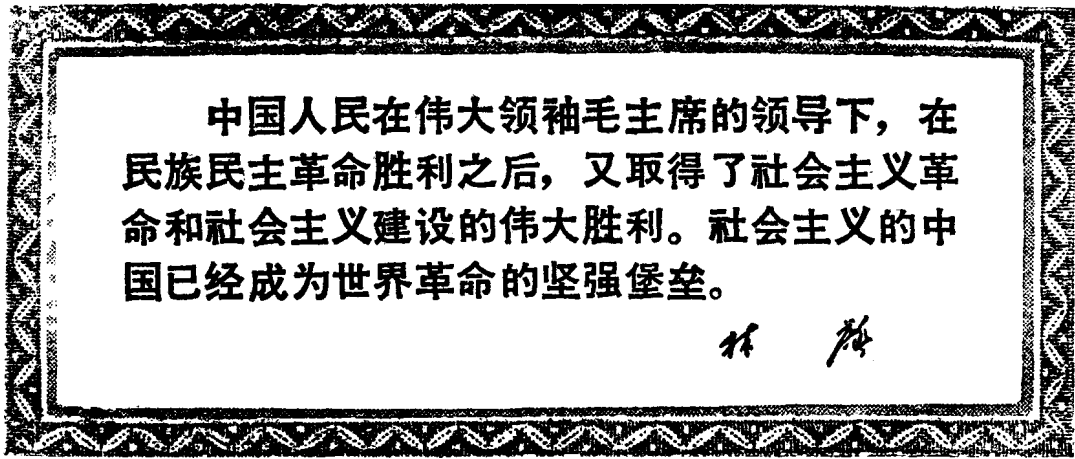 中国人民在伟大领袖毛主席的领导下，在
民族民主革命胜利之后，又取得了社会主义革
命和社会主义建设的伟大胜利。社会主义的中
国已经成为世界革命的坚强堡垒。